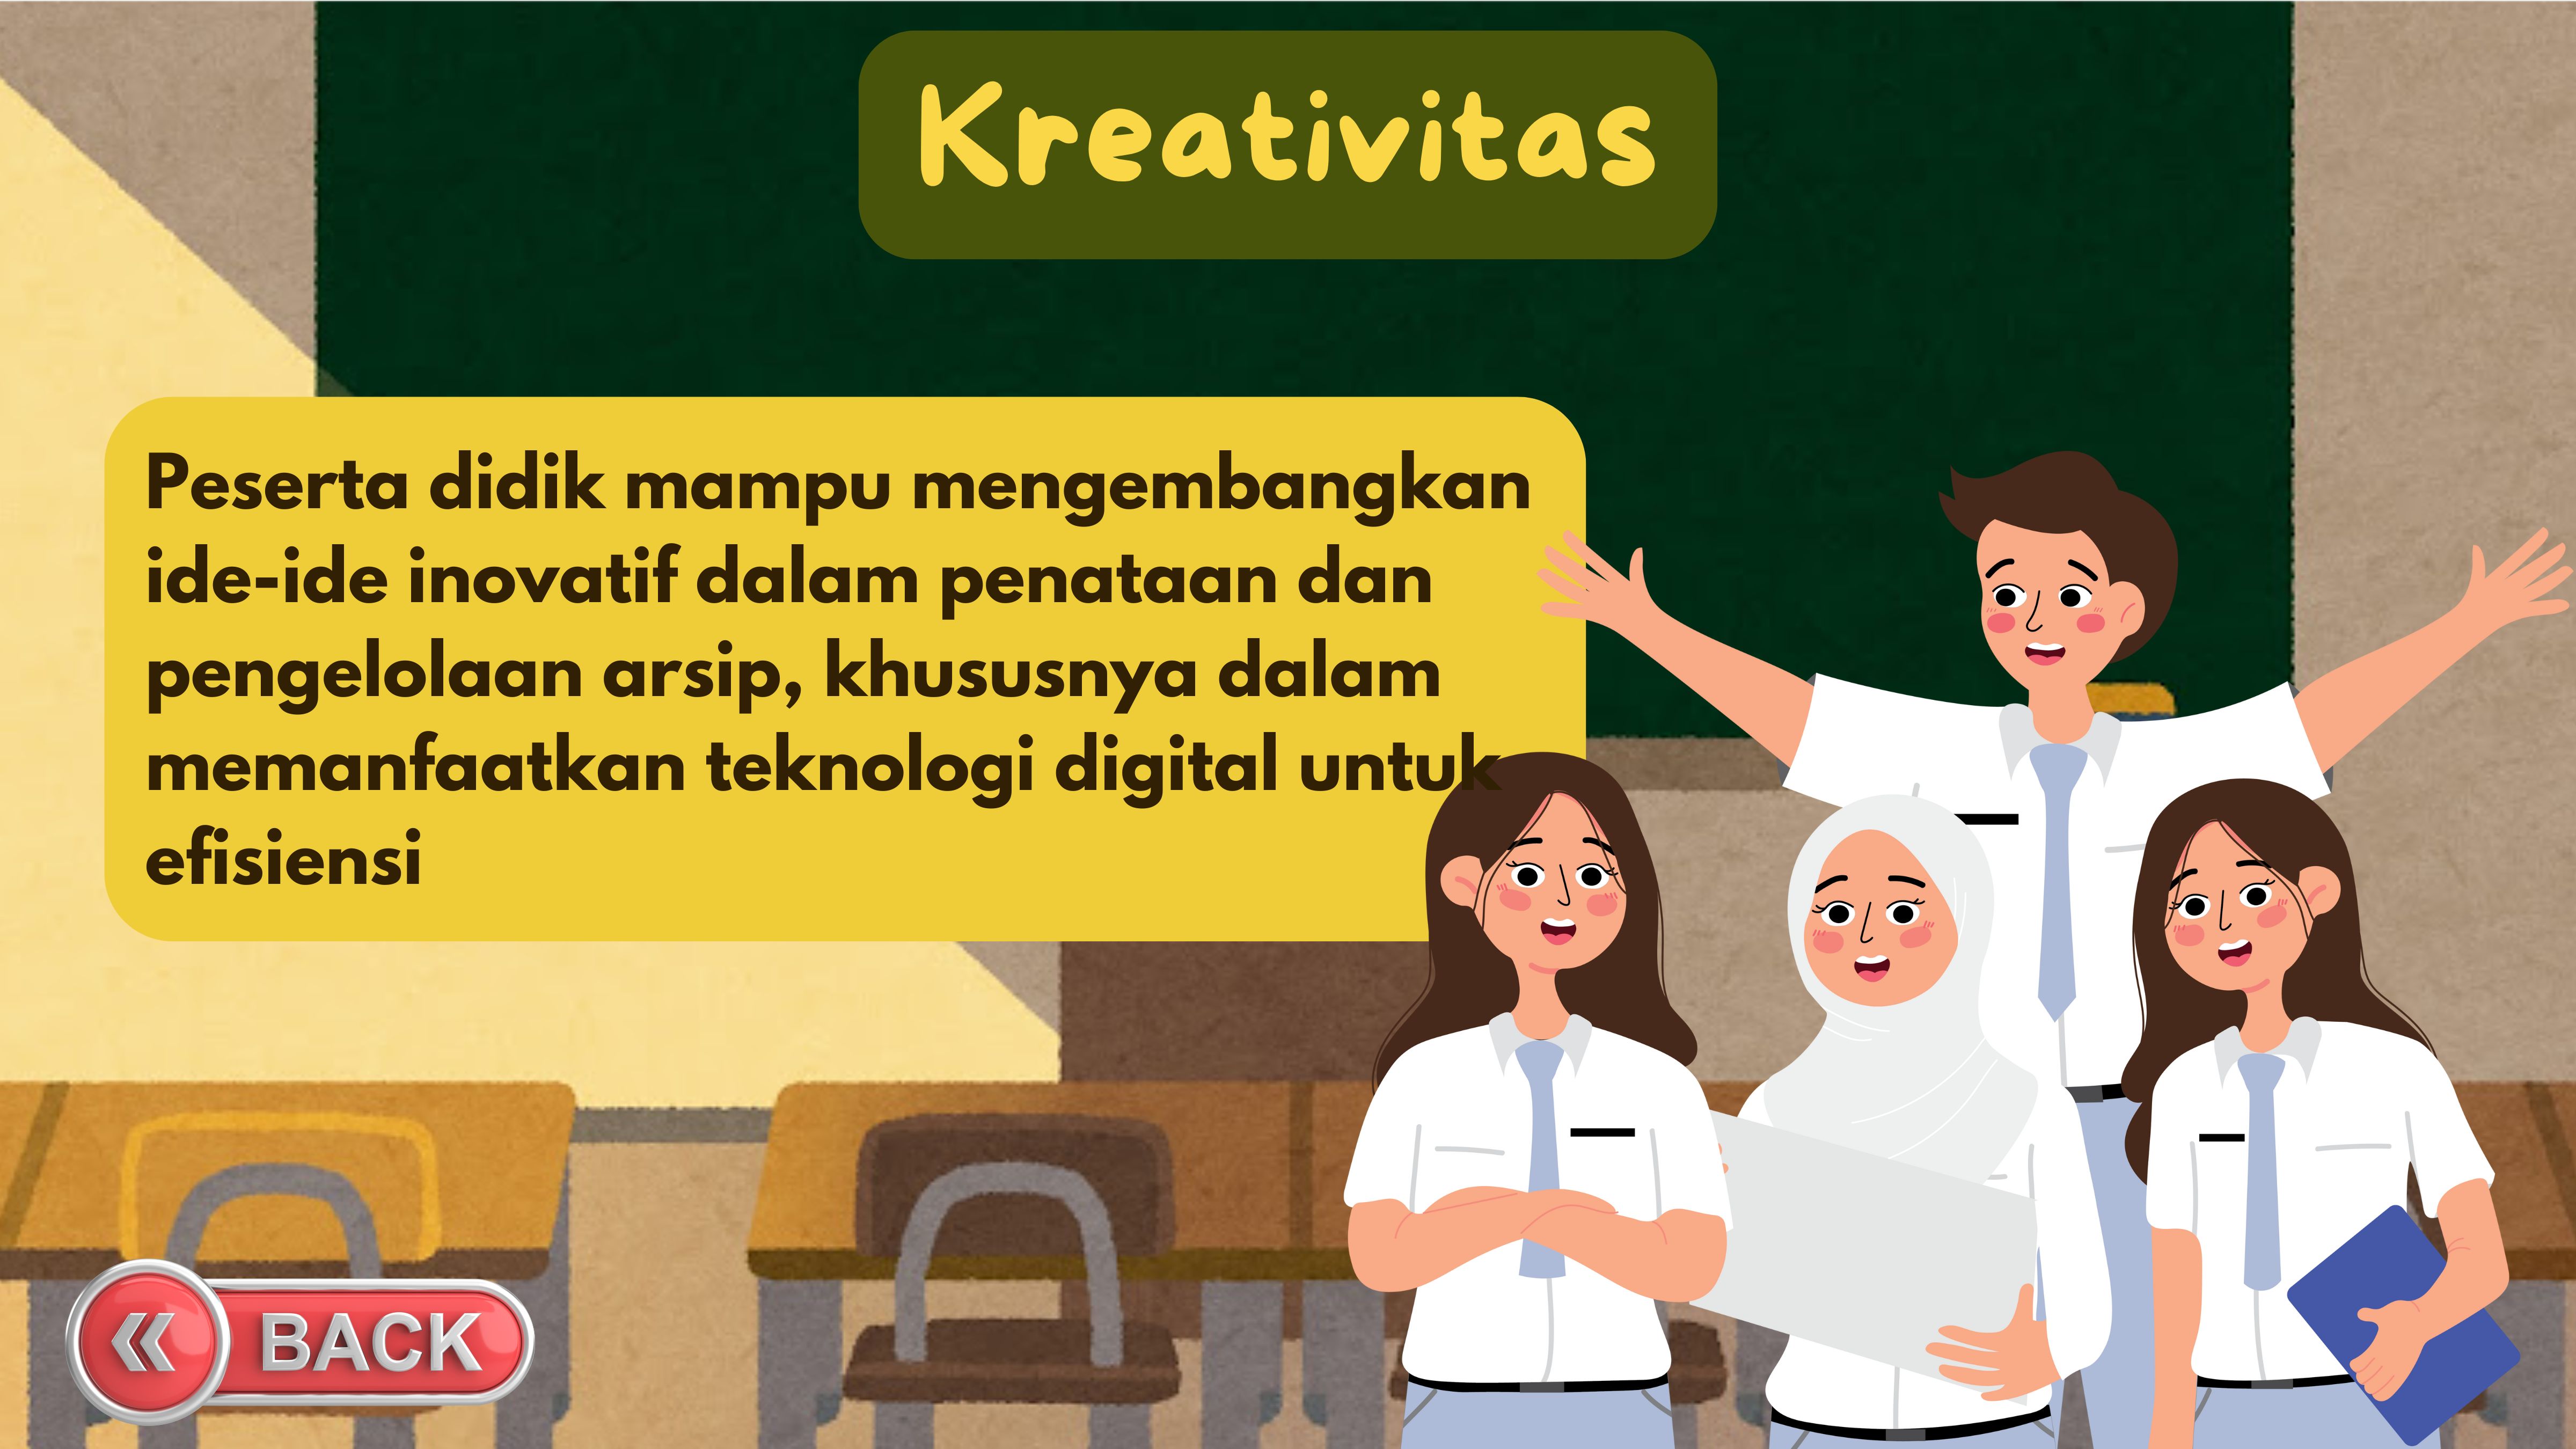 Kreativitas
Peserta didik mampu mengembangkan
ide-ide inovatif dalam penataan dan
pengelolaan arsip, khususnya dalam
memanfaatkan teknologi digital untuk
efisiensi
BACK